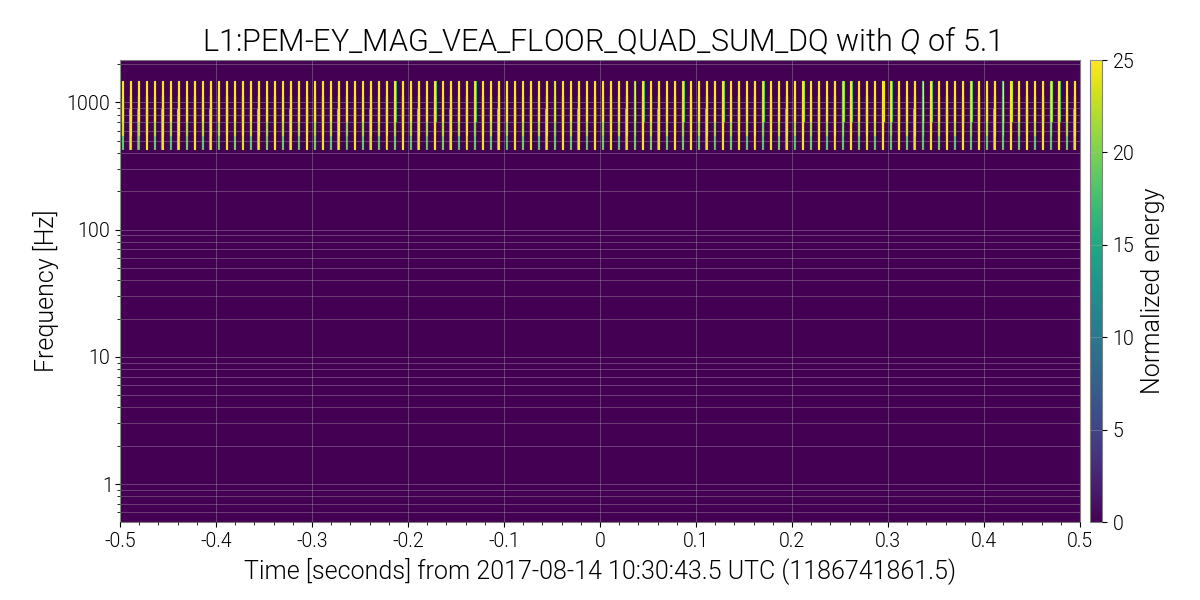 L1:PEM-EY_MAG_VEA_FLOOR_QUAD_SUM_DQ with Q of 5.1
Frequency [Hz]
1000
100
10
1
-0.5 -0.4 -0.3 -0.2 -0.1 0 0.1 0.2 0.3 0.4 0.5
Time [seconds] from 2017-08-14 10:30:43.5 UTC (1186741861.5)
25
20
15
10
5
0
Normalized energy